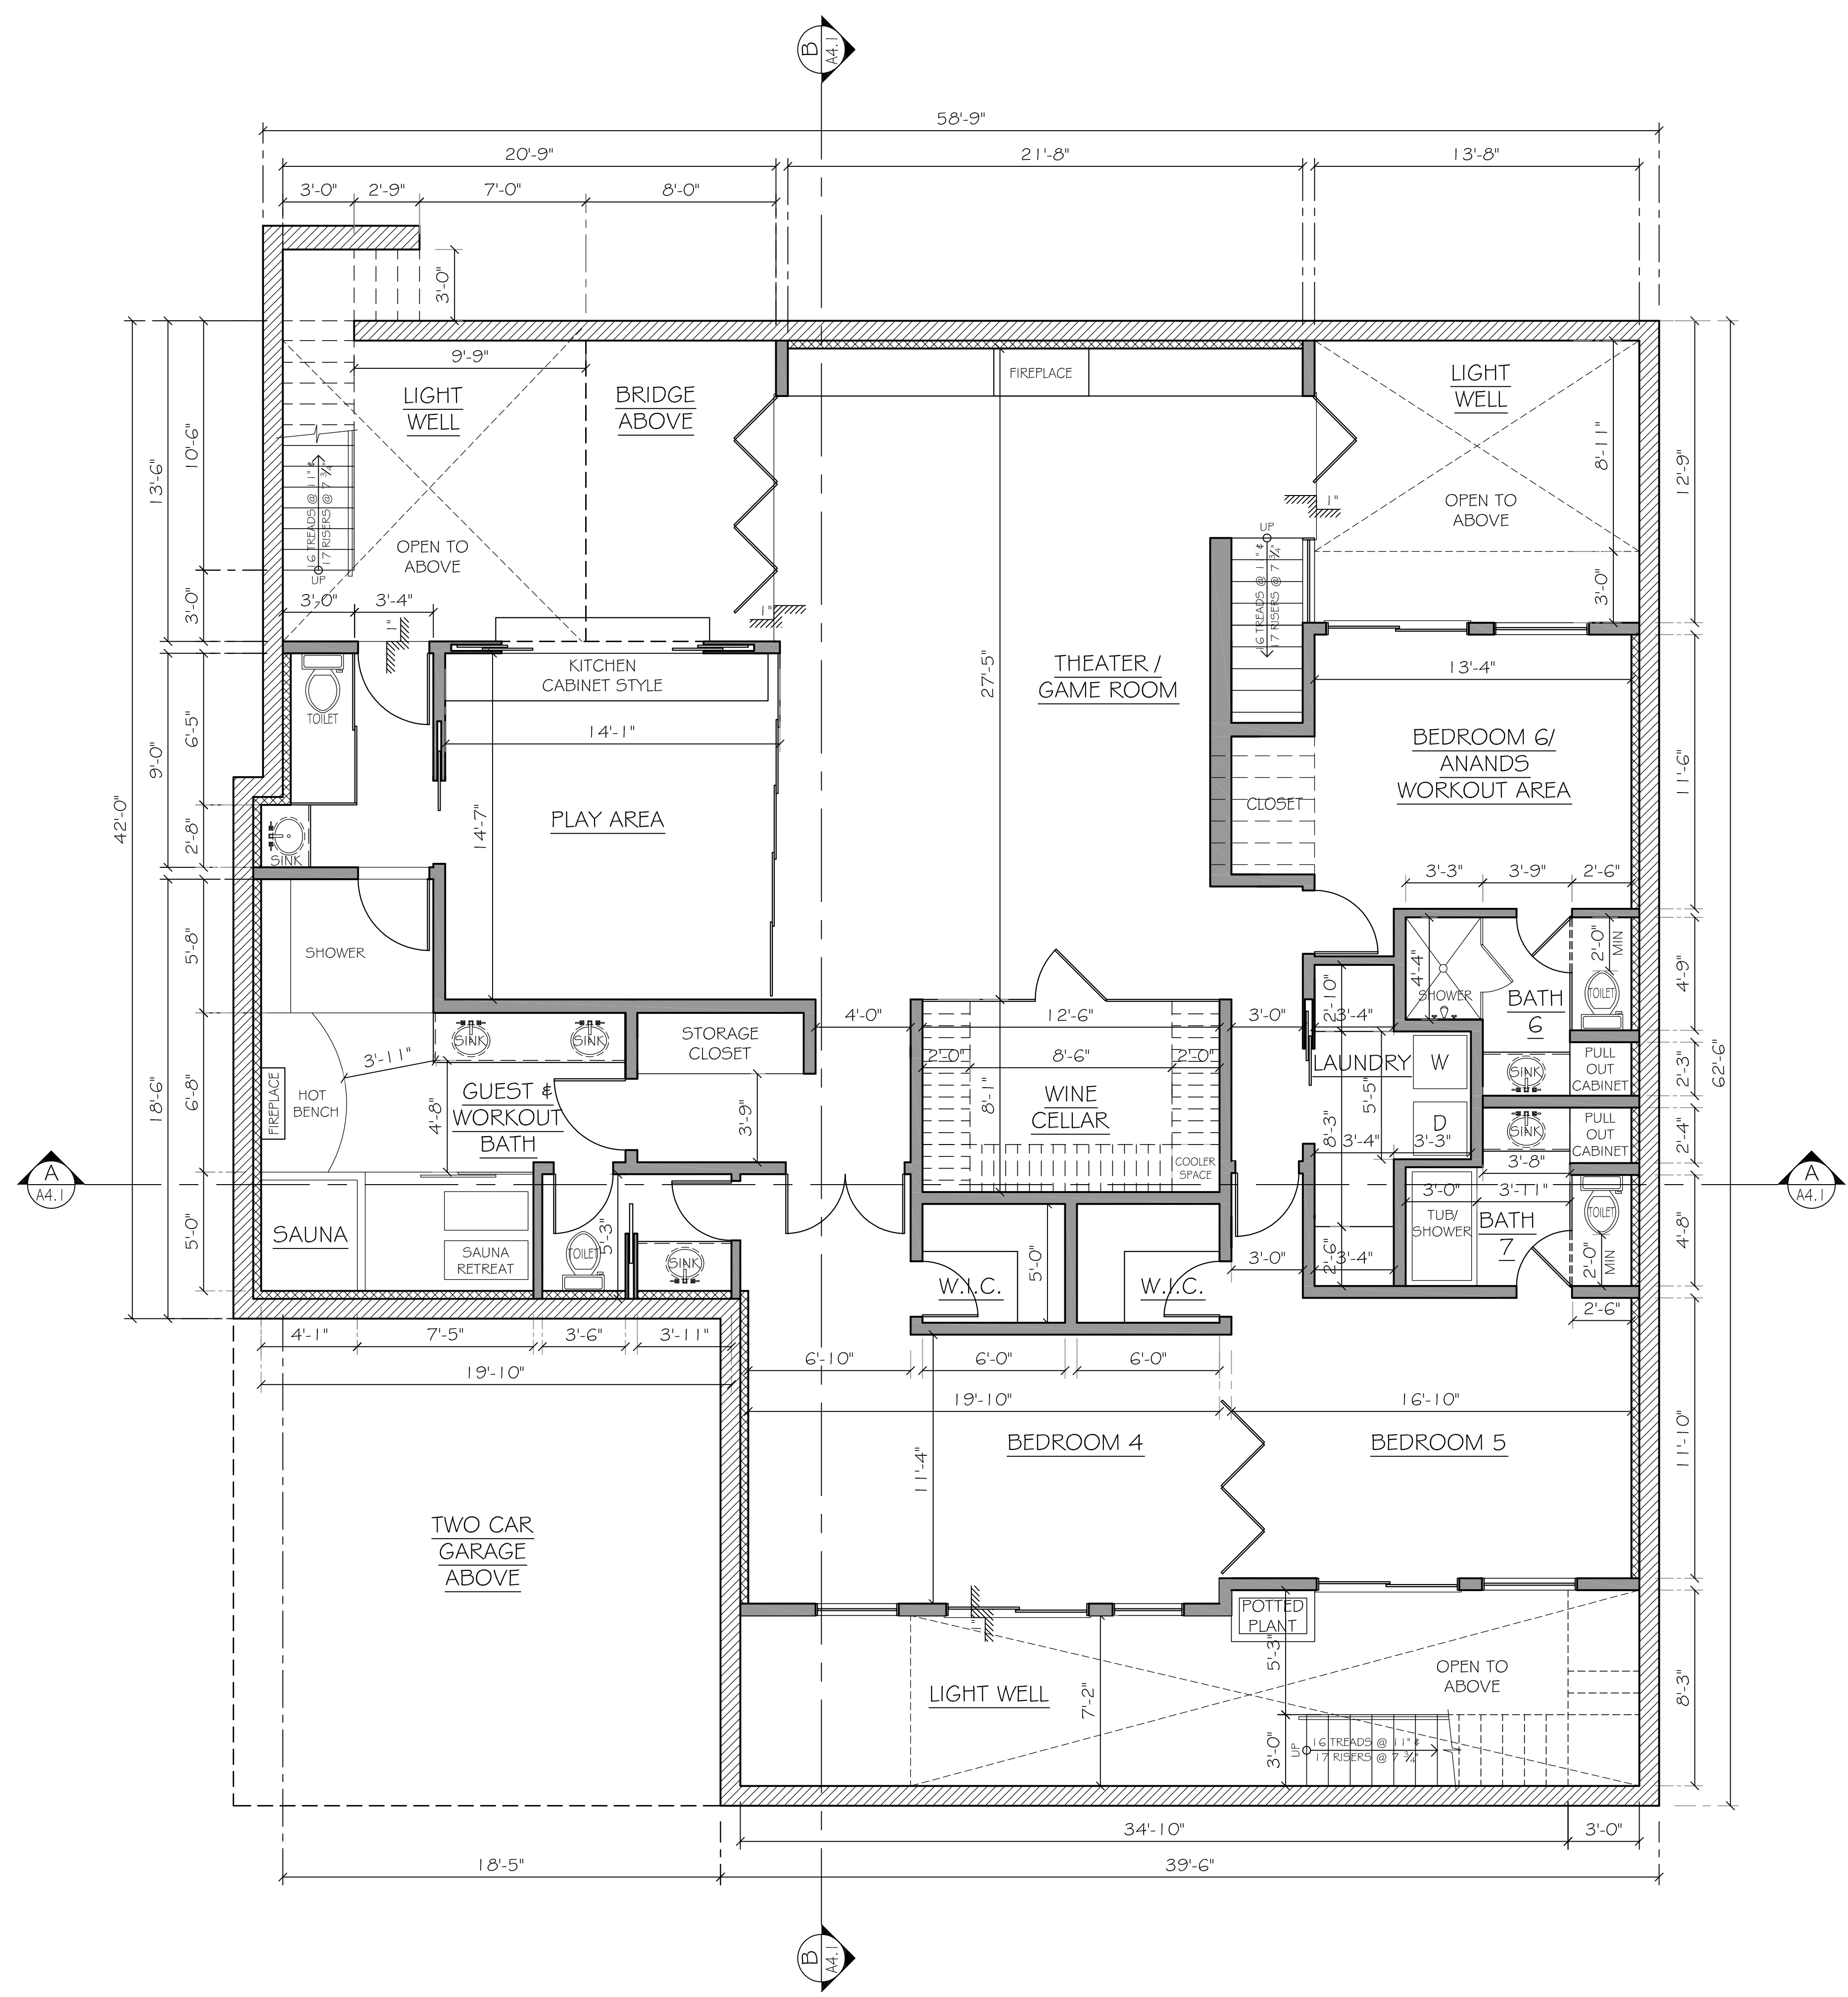 B
A4.1
58'-9"
20'-9"
21'-8"
13'-8"
3'-0"
2'-9"
7'-0"
8'-0"
3'-0"
9'-9"
LIGHT
WELL
BRIDGE
ABOVE
FIREPLACE
LIGHT
WELL
8'-11"
12'-9"
10'-6"
13'-6"
16 TREADS @ 11" &
17 RISERS @ 7 3/4"
UP
OPEN TO
ABOVE
OPEN TO
ABOVE
1"
UP
16 TREADS @ 11" &
17 RISERS @ 7 3/4"
3'-0"
3'-0"
3'-0"
3'-4"
1"
1"
KITCHEN
CABINET STYLE
TOILET
14'-1"
27'-5"
THEATER /
GAME ROOM
13'-4"
BEDROOM 6/
ANANDS
WORKOUT AREA
11'-6"
6'-5"
9'-0"
42'-0"
2'-8"
SINK
14'-7"
PLAY AREA
CLOSET
3'-3"
3'-9"
2'-6"
5'-8"
SHOWER
4'-4"
SHOWER
BATH
6
2'-0"
MIN
TOILET
4'-9"
2'-10"
SINK
SINK
STORAGE
CLOSET
4'-0"
12'-6"
3'-0"
3'-4"
2'-0"
8'-6"
2'-0"
3'-11"
FIREPLACE
HOT
BENCH
GUEST &
WORKOUT
BATH
4'-8"
3'-9"
8'-1"
WINE
CELLAR
COOLER
SPACE
LAUNDRY
W
D
5'-5"
8'-3"
3'-4"
3'-3"
SINK
PULL
OUT
CABINET
2'-3"
62'-6"
SINK
PULL
OUT
CABINET
2'-4"
3'-8"
6'-8"
18'-6"
A
A4.1
A
A4.1
3'-0"
3'-11"
TUB/
SHOWER
BATH
7
TOILET
2'-0"
MIN
4'-8"
5'-0"
SAUNA
SAUNA
RETREAT
TOILET
5'-3"
SINK
W.I.C.
5'-0"
W.I.C.
3'-0"
2'-6"
3'-4"
2'-6"
4'-1"
7'-5"
3'-6"
3'-11"
19'-10"
6'-10"
6'-0"
6'-0"
19'-10"
16'-10"
11'-4"
BEDROOM 4
BEDROOM 5
11'-10"
TWO CAR
GARAGE
ABOVE
1"
POTTED
PLANT
5'-3"
LIGHT WELL
7'-2"
OPEN TO
ABOVE
8'-3"
3'-0"
UP
16 TREADS @ 11" &
17 RISERS @ 7 3/4"
34'-10"
3'-0"
18'-5"
39'-6"
B
A4.1